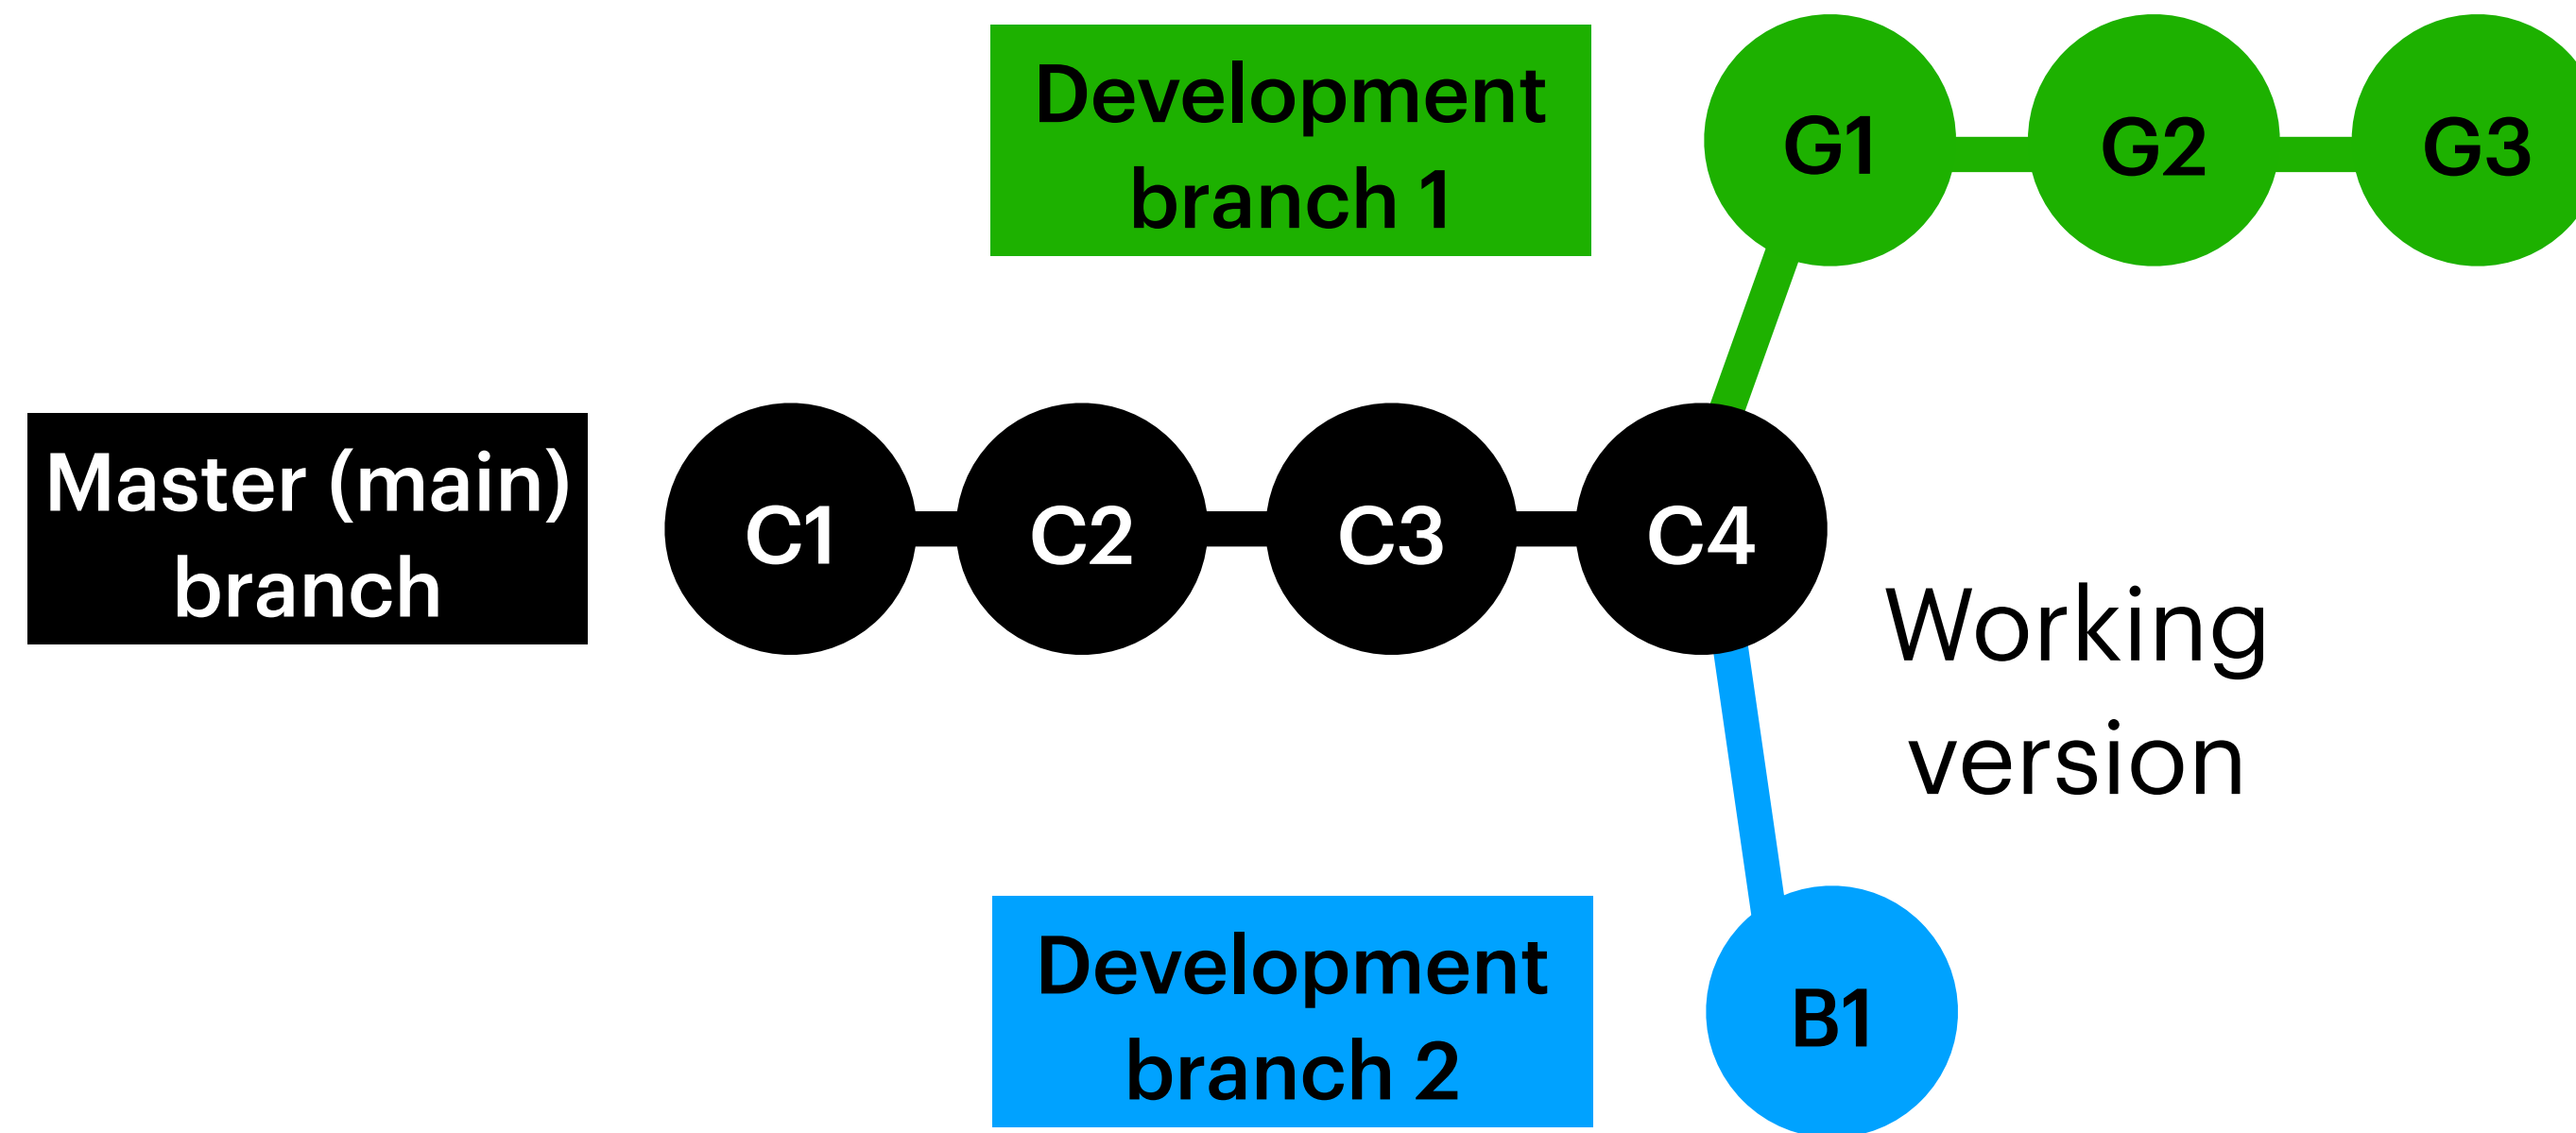 Development
branch 1
G1
G2
G3
Master (main)
branch
C1
C2
C3
C4
Working
version
Development
branch 2
B1